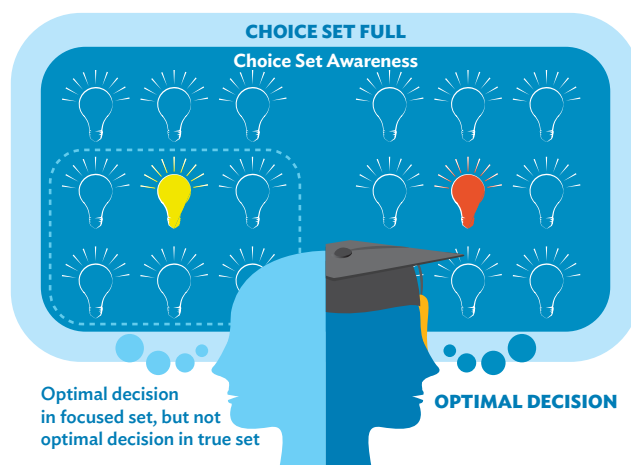 CHOICE SET FULL
Choice Set Awareness
Optimal decision
in focused set, but not
optimal decision in true set
OPTIMAL DECISION